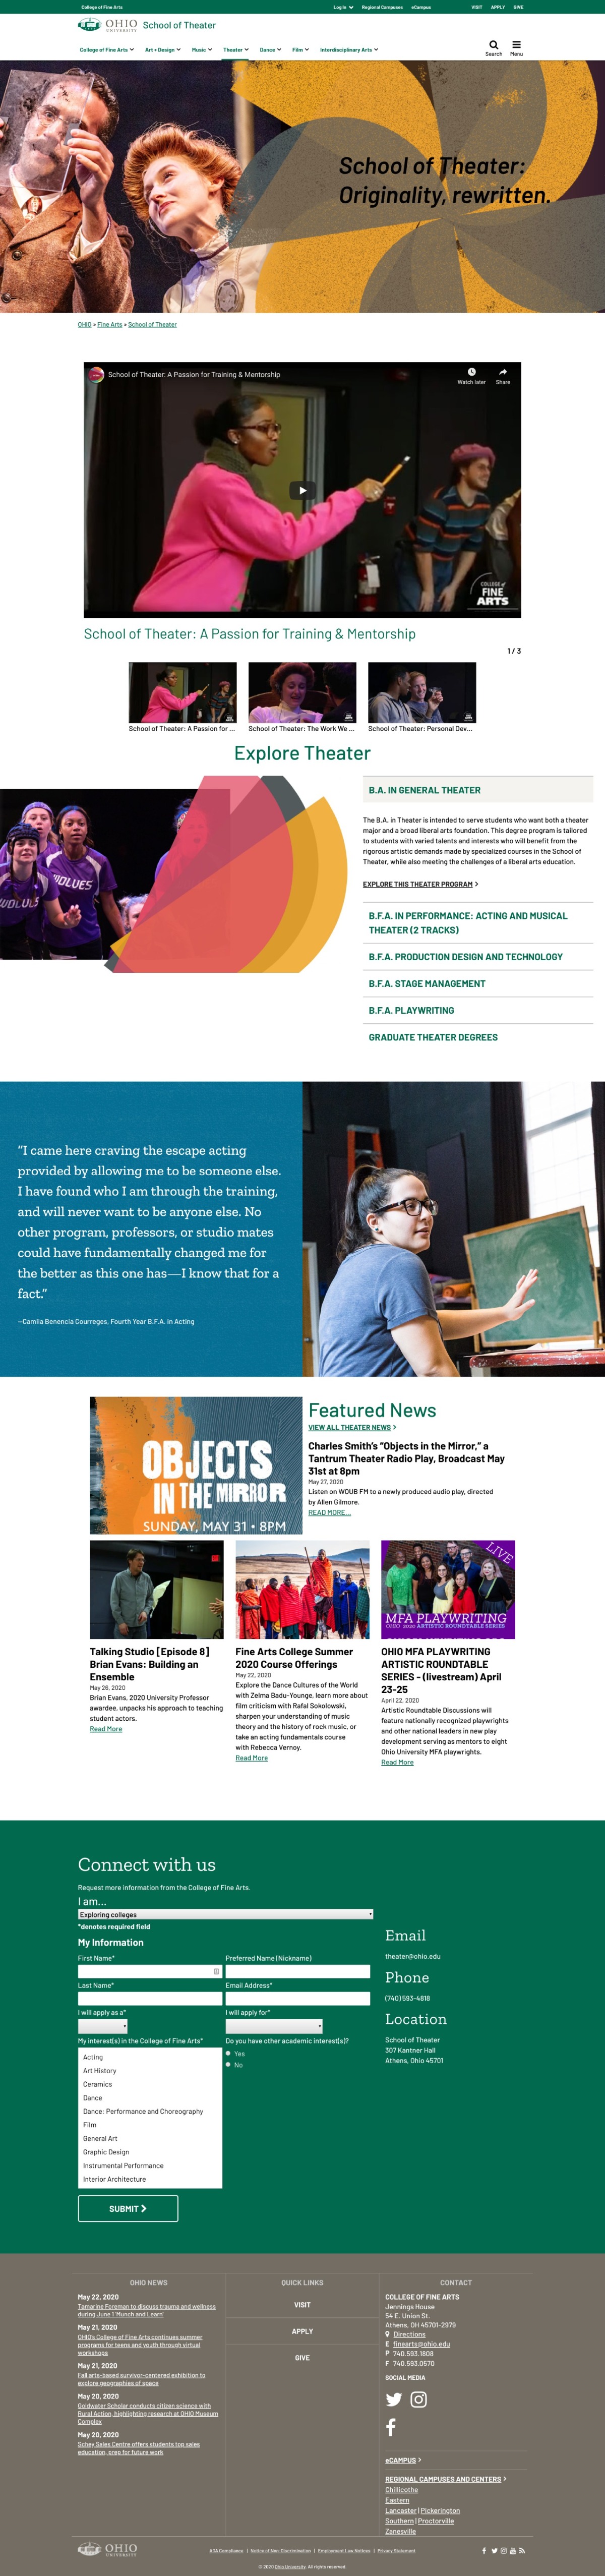 College of Fine Arts
Log In
Regional Campuses
eCampus
VISIT
APPLY
GIVE
OHIO
UNIVERSITY
School of Theater
College of Fine Arts
Art + Design
Music
Theater
Dance
Film
Interdisciplinary Arts
Search
Menu
School of Theater:
Originality, rewritten.
OHIO » Fine Arts » School of Theater
School of Theater: A Passion for Training & Mentorship
Watch later
Share
COLLEGE of
FINE
ARTS
School of Theater: A Passion for Training & Mentorship
1 / 3
School of Theater: A Passion for ...
School of Theater: The Work We ...
School of Theater: Personal Dev...
Explore Theater
B.A. IN GENERAL THEATER
The B.A. in Theater is intended to serve students who want both a theater
major and a broad liberal arts foundation. This degree program is tailored
to students with varied talents and interests who will benefit from the
rigorous artistic demands made by specialized courses in the School of
Theater, while also meeting the challenges of a liberal arts education.
EXPLORE THIS THEATER PROGRAM
B.F.A. IN PERFORMANCE: ACTING AND MUSICAL
THEATER (2 TRACKS)
B.F.A. PRODUCTION DESIGN AND TECHNOLOGY
B.F.A. STAGE MANAGEMENT
B.F.A. PLAYWRITING
GRADUATE THEATER DEGREES
“I came here craving the escape acting
provided by allowing me to be someone else.
I have found who I am through the training,
and will never want to be anyone else. No
other program, professors, or studio mates
could have fundamentally changed me for
the better as this one has—I know that for a
fact.”
—Camila Benencia Courreges, Fourth Year B.F.A. in Acting
OBJECTS
IN THE MIRROR
SUNDAY, MAY 31 • 8PM
Featured News
VIEW ALL THEATER NEWS
Charles Smith's “Objects in the Mirror,” a
Tantrum Theater Radio Play, Broadcast May
31st at 8pm
May 27, 2020
Listen on WOUB FM to a newly produced audio play, directed
by Allen Gilmore.
READ MORE...
Talking Studio [Episode 8]
Brian Evans: Building an
Ensemble
May 26, 2020
Brian Evans, 2020 University Professor
awardee, unpacks his approach to teaching
student actors.
Read More
Fine Arts College Summer
2020 Course Offerings
May 22, 2020
Explore the Dance Cultures of the World
with Zelma Badu-Younge, learn more about
film criticism with Rafal Sokolowski,
sharpen your understanding of music
theory and the history of rock music, or
take an acting fundamentals course
with Rebecca Vernoy.
Read More
LIVE
MFA PLAYWRITING
OHIO 2020 ARTISTIC ROUNDTABLE SERIES
OHIO MFA PLAYWRITING
ARTISTIC ROUNDTABLE
SERIES - (livestream) April
23-25
April 22, 2020
Artistic Roundtable Discussions will
feature nationally recognized playwrights
and other national leaders in new play
development serving as mentors to eight
Ohio University MFA playwrights.
Read More
Connect with us
Request more information from the College of Fine Arts.
I am...
Exploring colleges
*denotes required field
My Information
First Name*
Preferred Name (Nickname)
Last Name*
Email Address*
I will apply as a*
I will apply for*
My interest(s) in the College of Fine Arts*
Do you have other academic interest(s)?
Yes
No
Acting
Art History
Ceramics
Dance
Dance: Performance and Choreography
Film
General Art
Graphic Design
Instrumental Performance
Interior Architecture
SUBMIT
Email
theater@ohio.edu
Phone
(740)593-4818
Location
School of Theater
307 Kantner Hall
Athens, Ohio 45701
OHIO NEWS
May 22, 2020
Tamarine Foreman to discuss trauma and wellness
during June 1 'Munch and Learn'
May 21, 2020
OHIO's College of Fine Arts continues summer
programs for teens and youth through virtual
workshops
May 21, 2020
Fall arts-based survivor-centered exhibition to
explore geographies of space
May 20, 2020
Goldwater Scholar conducts citizen science with
Rural Action, highlighting research at OHIO Museum
Complex
May 20, 2020
Schey Sales Centre offers students top sales
education, prep for future work
QUICK LINKS
VISIT
APPLY
GIVE
CONTACT
COLLEGE OF FINE ARTS
Jennings House
54 E. Union St.
Athens, OH 45701-2979
Directions
E finearts@ohio.edu
P 740.593.1808
F 740.593.0570
SOCIAL MEDIA
eCAMPUS
REGIONAL CAMPUSES AND CENTERS
Chillicothe
Eastern
Lancaster | Pickerington
Southern | Proctorville
Zanesville
OHIO
UNIVERSITY
ADA Compliance | Notice of Non-Discrimination | Employment Law Notices | Privacy Statement
© 2020 Ohio University. All rights reserved.